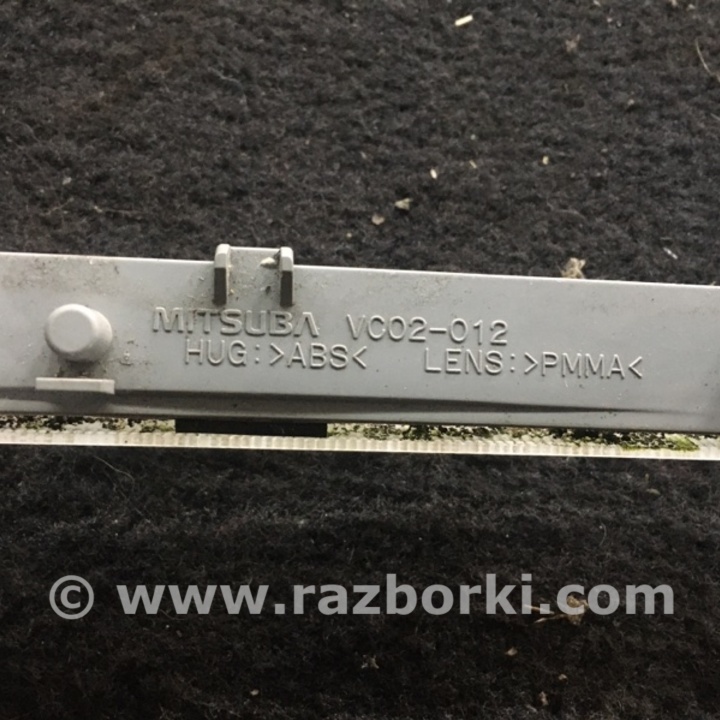 MITSUBA VC02-012
HUG:>ABS< LENS:>PMMA<
© www.razborki.com